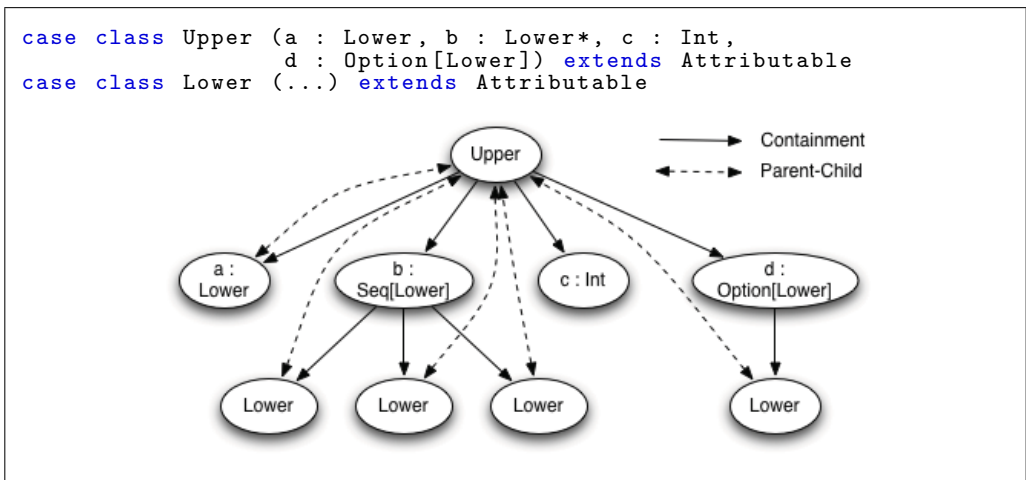 case class Upper (a : Lower, b : Lower*, c : Int,
d : Option[Lower]) extends Attributable
case class Lower (...) extends Attributable
Upper
Containment
Parent-Child
a :
Lower
b :
Seq[Lower]
c : Int
d :
Option[Lower]
Lower
Lower
Lower
Lower